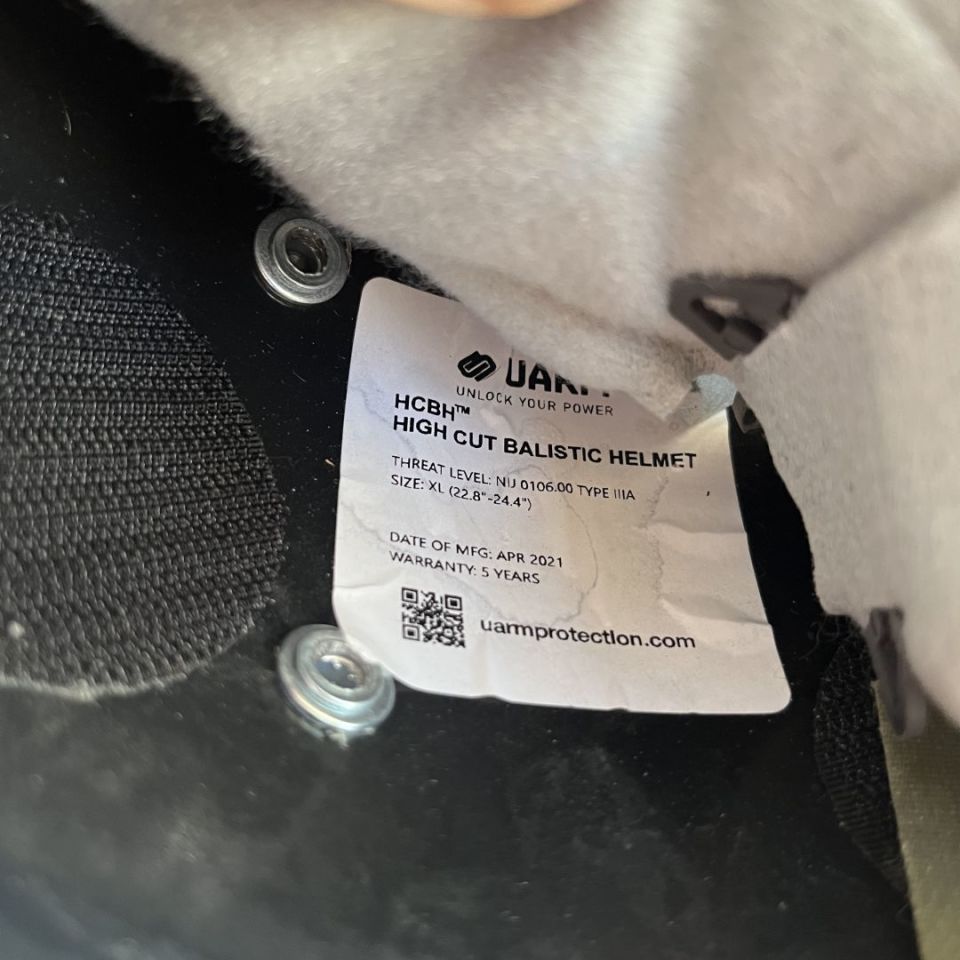 UNLOCK YOUR POWER
HCBH™
HIGH CUT BALISTIC HELMET
THREAT LEVEL: NIJ 0106.00 TYPE IIIA
SIZE: XL (22.8"-24.4")
DATE OF MFG: APR 2021
WARRANTY: 5 YEARS
uarmprotection.com